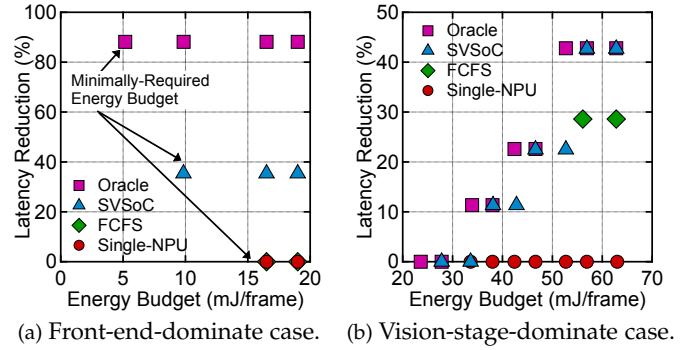 Latency Reduction (%)
100
80
60
40
20
0
Minimally-Required
Energy Budget
Oracle
SVSoC
FCFS
Single-NPU
0 5 10 15 20
Energy Budget (mJ/frame)
(a) Front-end-dominate case.
Latency Reduction (%)
50
40
30
20
10
0
Oracle
SVSoC
FCFS
Single-NPU
20 30 40 50 60 70
Energy Budget (mJ/frame)
(b) Vision-stage-dominate case.